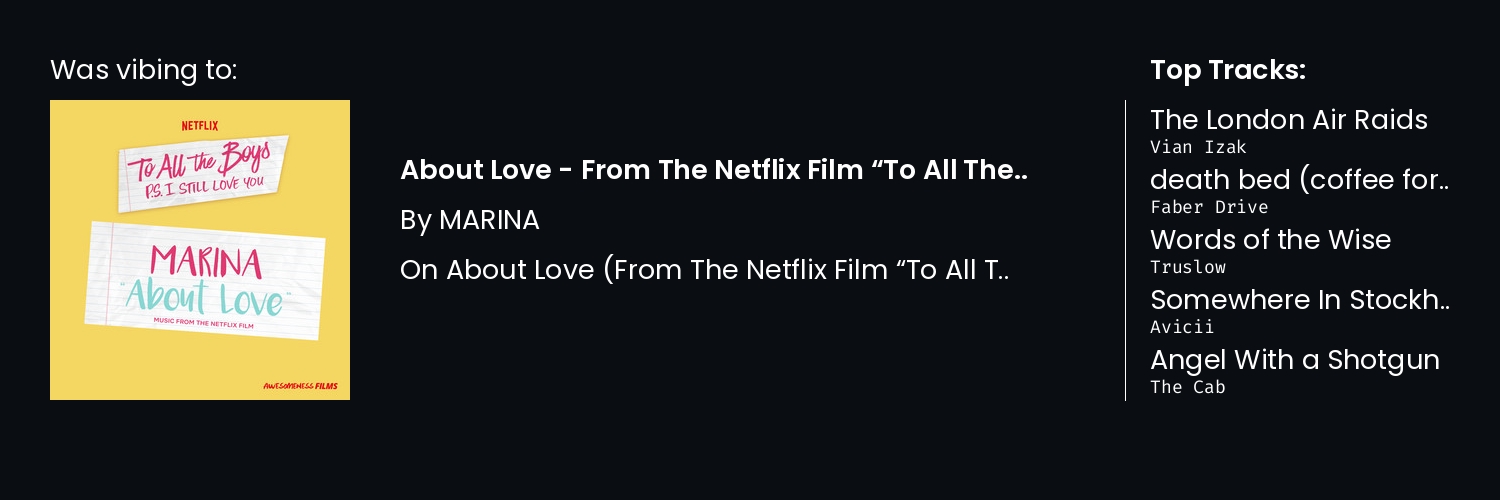 Was vibing to:
NETFLIX
To All the Boys
P.S. I STILL LOVE YOU
MARINA
"About Love"
MUSIC FROM THE NETFLIX FILM
AWESOMENESS FILMS
About Love - From The Netflix Film “To All The..
By MARINA
On About Love (From The Netflix Film “To All T..
Top Tracks:
The London Air Raids
Vian Izak
death bed (coffee for..
Faber Drive
Words of the Wise
Truslow
Somewhere In Stockh..
Avicii
Angel With a Shotgun
The Cab